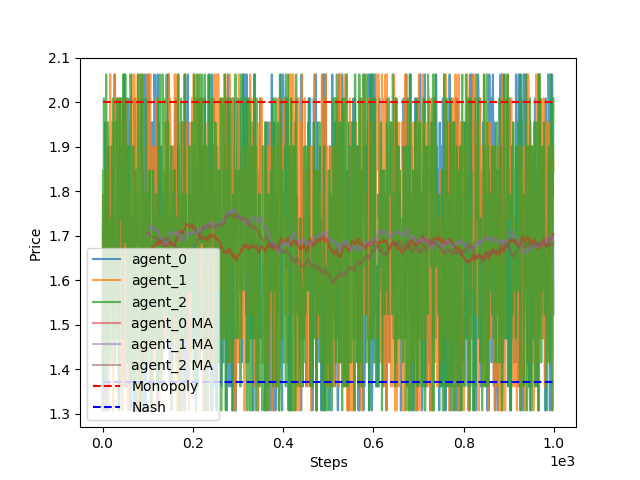 2.1
2.0
1.9
1.8
1.7
1.6
1.5
1.4
1.3
Price
agent_0
agent_1
agent_2
agent_0 MA
agent_1 MA
agent_2 MA
Monopoly
Nash
0.0 0.2 0.4 0.6 0.8 1.0
Steps
1e3